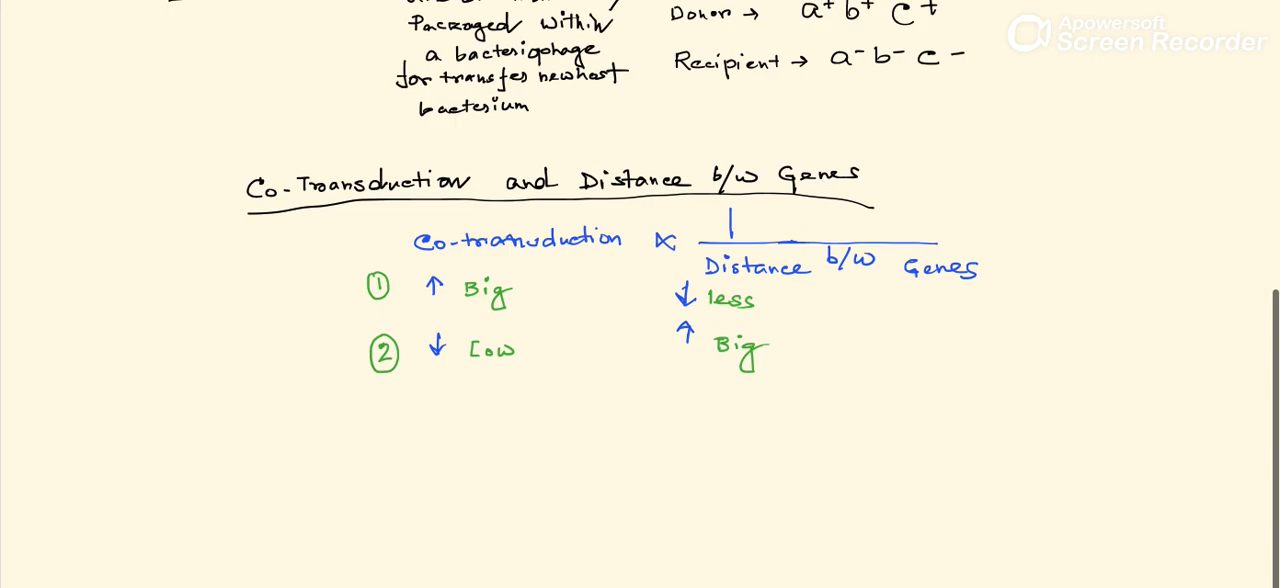 Packaged within
a bacteriophage
for transfer new host
bacterium
Donor → a+ b+ c+
Recipient → a- b- c-
Apowersoft
Screen Recorder
Co-Transduction and Distance b/w Genes
Co-transduction ∝ 1
Distance b/w Genes
① ↑ Big ↓ less
② ↓ Low ↑ Big